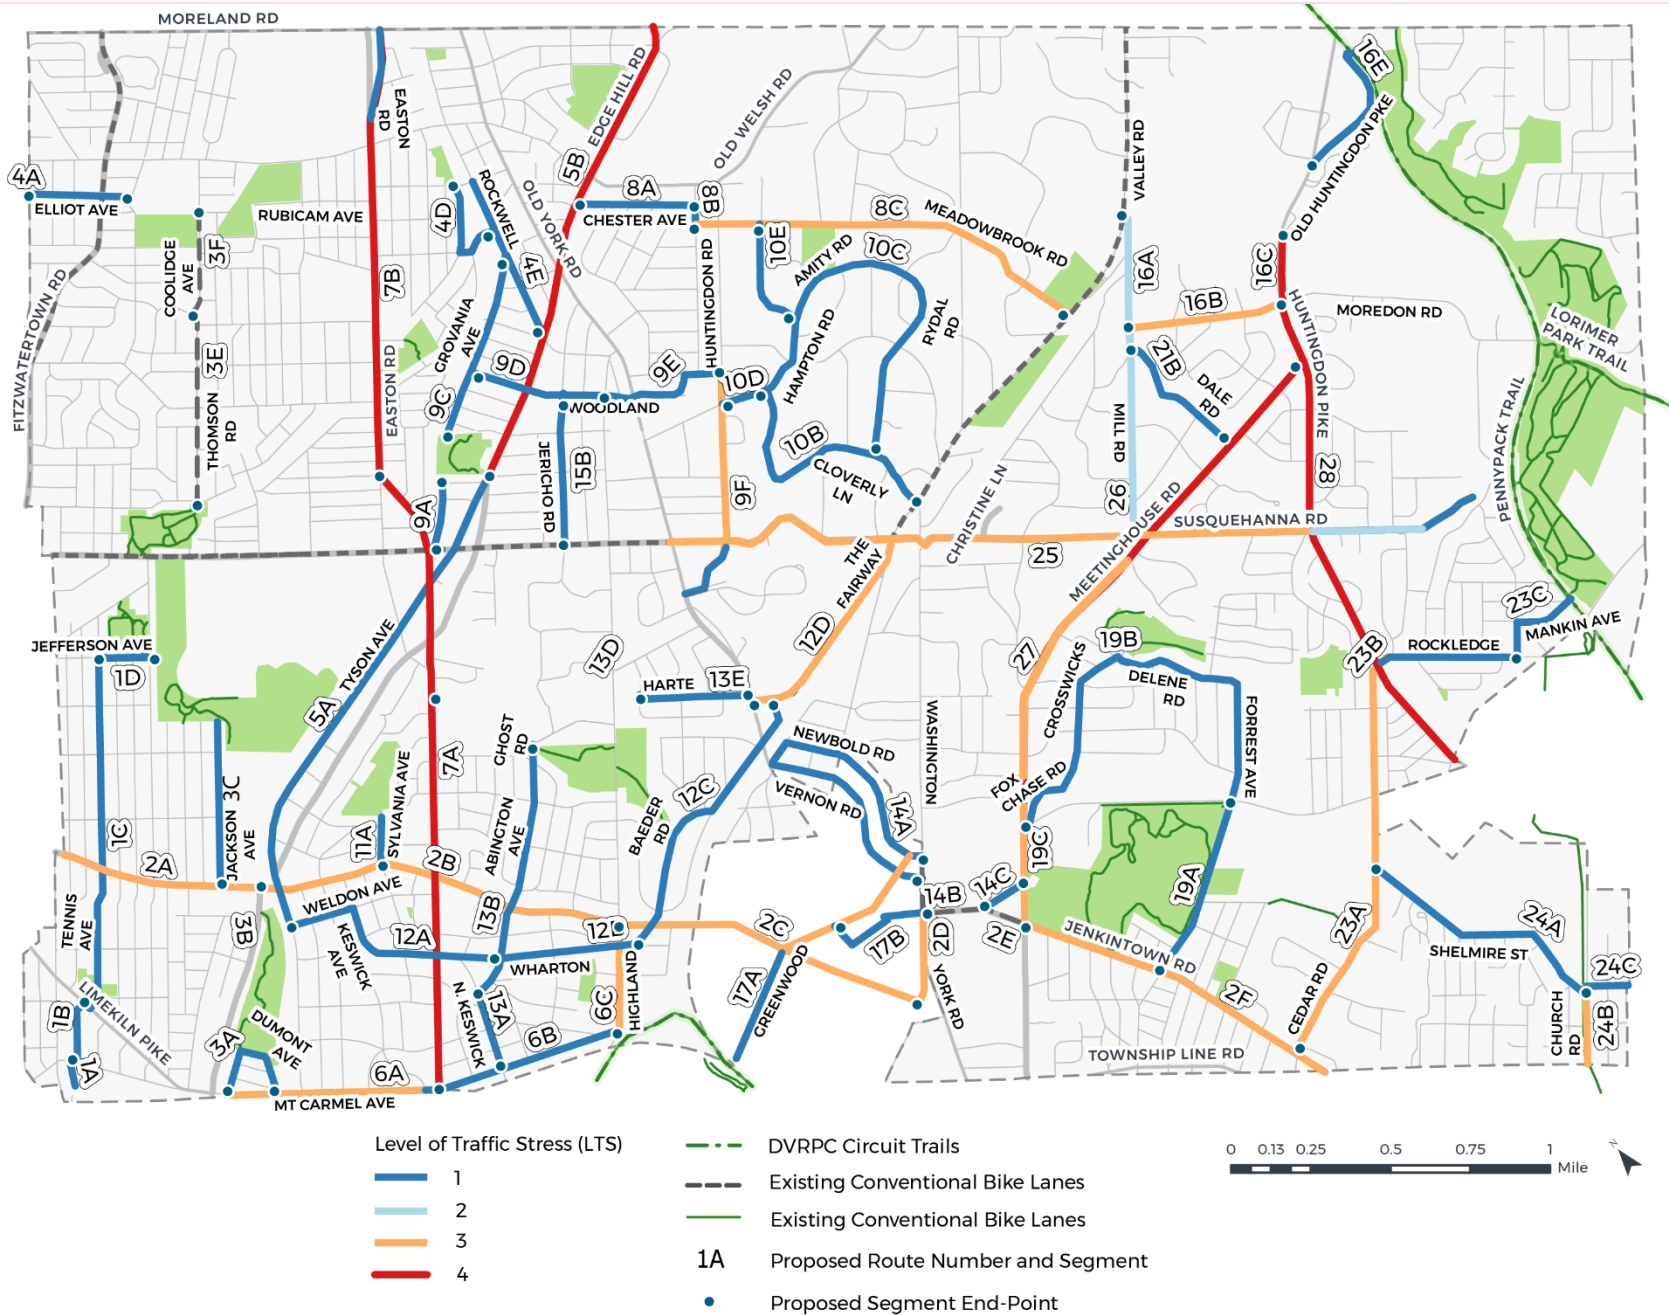 MORELAND RD
EASTON
RD
EDGE HILL RD
OLD WELSH RD
VALLEY RD
16E
OLD HUNTINGDON PKE
4A
ELLIOT AVE
RUBICAM AVE
4D
ROCKWELL
OLD YORK RD
5B
8A
CHESTER AVE
8B
8C
MEADOWBROOK RD
COOLIDGE
AVE
3F
7B
4E
HUNTINGDON RD
10E
AMITY RD
10C
16A
16B
16C
MOREDON RD
LORIMER
PARK TRAIL
FITZWATERTOWN RD
3E
THOMSON
RD
EASTON RD
GROVANIA
AVE
9D
9E
9C
WOODLAND
10D
HAMPTON RD
RYDAL
RD
21B
DALE
RD
MILL RD
HUNTINGDON PIKE
PENNYPACK TRAIL
JERICHO RD
15B
9F
10B
CLOVERLY
LN
9A
CHRISTINE LN
26
28
MEETINGHOUSE RD
SUSQUEHANNA RD
25
THE
FAIRWAY
12D
JEFFERSON AVE
1D
5A
TYSON AVE
13D
HARTE
13E
27
CROSSWICKS
19B
DELENE
RD
FORREST AVE
23B
ROCKLEDGE
23C
MANKIN AVE
1C
JACKSON
AVE
3C
11A
SYLVANIA AVE
7A
GHOST
RD
ABINGTON
AVE
BAEDER
RD
12C
NEWBOLD RD
VERNON RD
14A
WASHINGTON
FOX
CHASE RD
19C
2A
2B
TENNIS
AVE
3B
WELDON AVE
KESWICK
AVE
12A
13B
WHARTON
12B
2C
17B
14B
14C
2D
2E
19A
JENKINTOWN RD
23A
SHELMIRE ST
24A
24C
1B
LIMEKILN PIKE
1A
3A
DUMONT
AVE
6A
MT CARMEL AVE
N. KESWICK
13A
6B
6C
HIGHLAND
17A
GREENWOOD
YORK RD
2F
CEDAR RD
TOWNSHIP LINE RD
CHURCH
RD
24B
Level of Traffic Stress (LTS)
1
2
3
4
DVRPC Circuit Trails
Existing Conventional Bike Lanes
Existing Conventional Bike Lanes
1A Proposed Route Number and Segment
Proposed Segment End-Point
0 0.13 0.25 0.5 0.75 1
Mile
N